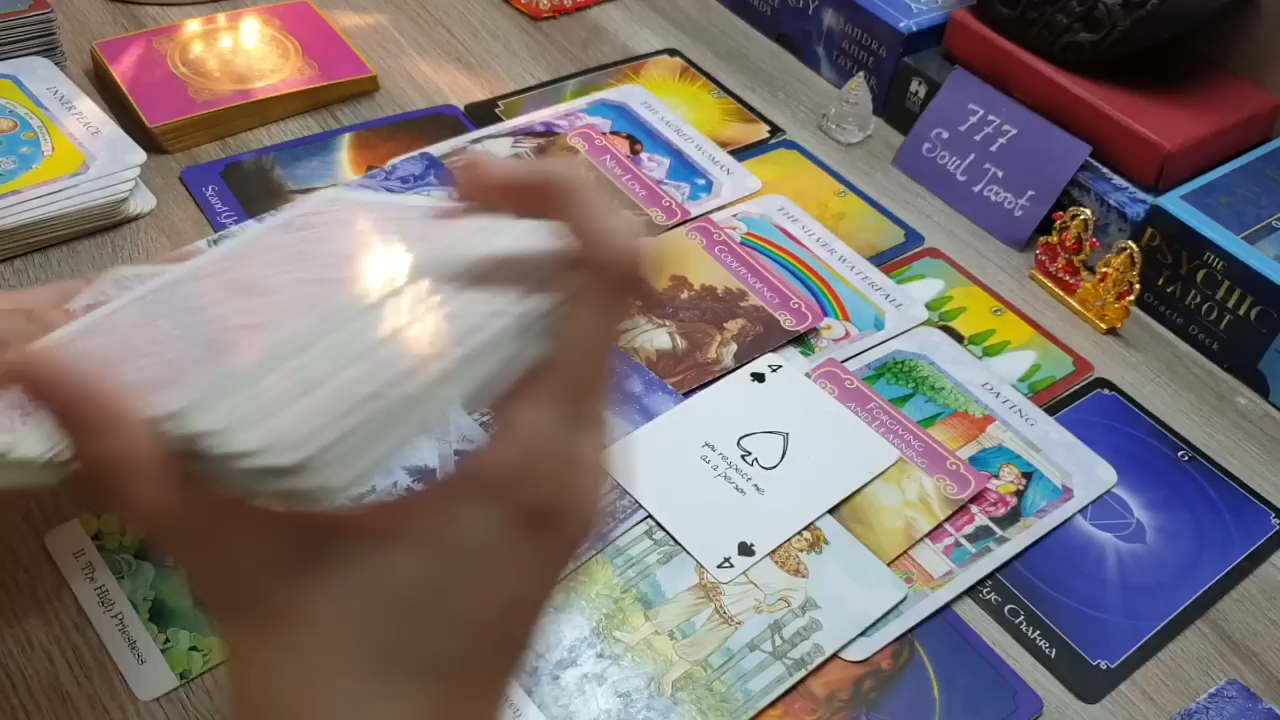 INNER PEACE
SANDRA
ANNE
TAYLOR
17
THE SACRED WOMAN
NEW LOVE
777
Soul Tarot
THE
PSYCHIC
TAROT
Oracle Deck
THE SILVER WATERFALL
CODEPENDENCY
6
4
you respect me
as a person
4
FORGIVING
AND LEARNING
DATING
6
Eye Chakra
II. The High Priestess